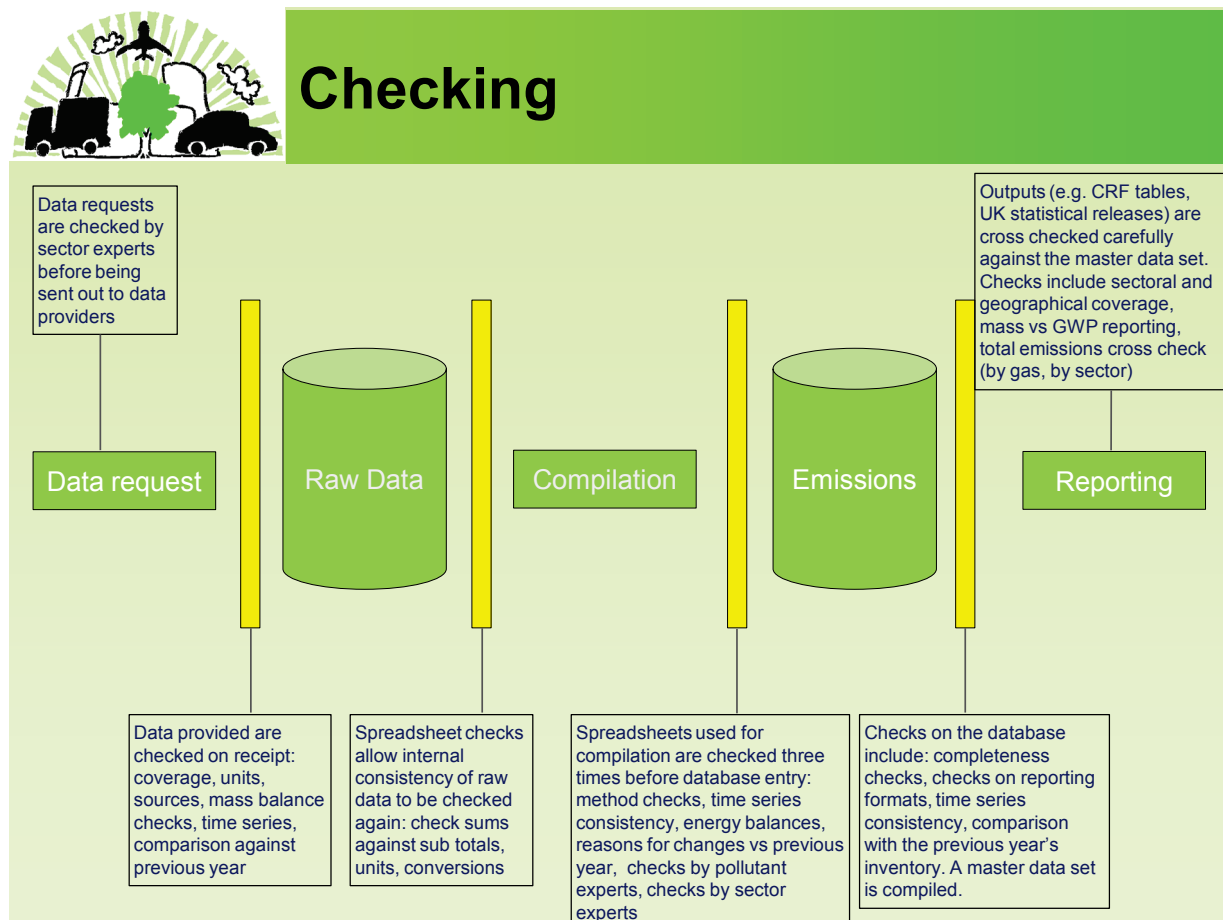 Checking
Data requests
are checked by
sector experts
before being
sent out to data
providers
Outputs (e.g. CRF tables,
UK statistical releases) are
cross checked carefully
against the master data set.
Checks include sectoral and
geographical coverage,
mass vs GWP reporting,
total emissions cross check
(by gas, by sector)
Data request
Raw Data
Compilation
Emissions
Reporting
Data provided are
checked on receipt:
coverage, units,
sources, mass balance
checks, time series,
comparison against
previous year
Spreadsheet checks
allow internal
consistency of raw
data to be checked
again: check sums
against sub totals,
units, conversions
Spreadsheets used for
compilation are checked three
times before database entry:
method checks, time series
consistency, energy balances,
reasons for changes vs previous
year, checks by pollutant
experts, checks by sector
experts
Checks on the database
include: completeness
checks, checks on reporting
formats, time series
consistency, comparison
with the previous year's
inventory. A master data set
is compiled.